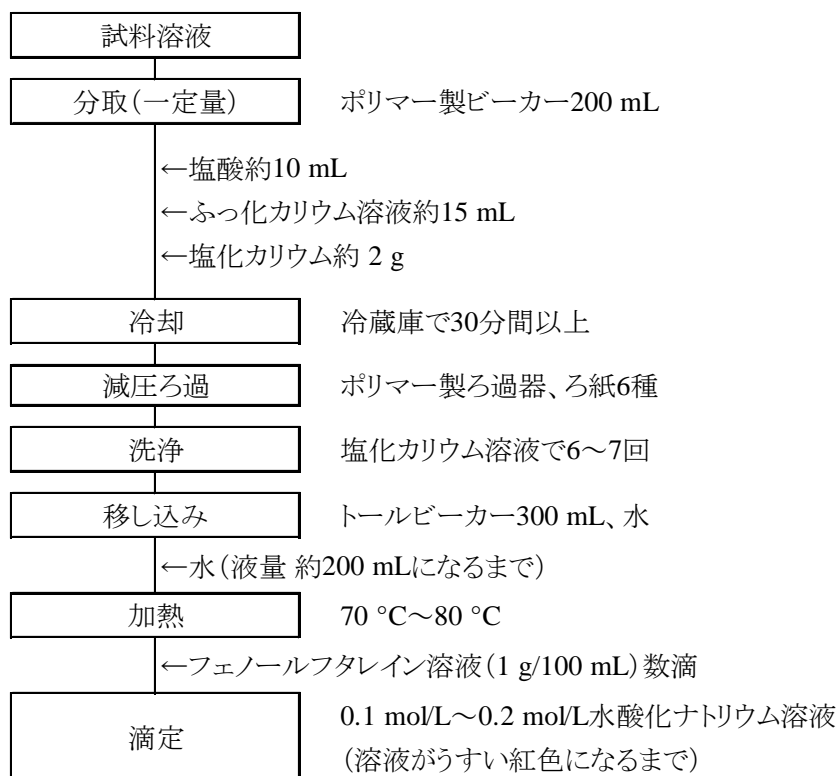 試料溶液
分取（一定量） ポリマー製ビーカー200 mL
←塩酸約10 mL
←ふっ化カリウム溶液約15 mL
←塩化カリウム約 2 g
冷却 冷蔵庫で30分間以上
減圧ろ過 ポリマー製ろ過器、ろ紙6種
洗浄 塩化カリウム溶液で6～7回
移し込み トールビーカー300 mL、水
←水（液量 約200 mLになるまで）
加熱 70 °C～80 °C
←フェノールフタレイン溶液（1 g/100 mL）数滴
滴定 0.1 mol/L～0.2 mol/L水酸化ナトリウム溶液
（溶液がうすい紅色になるまで）